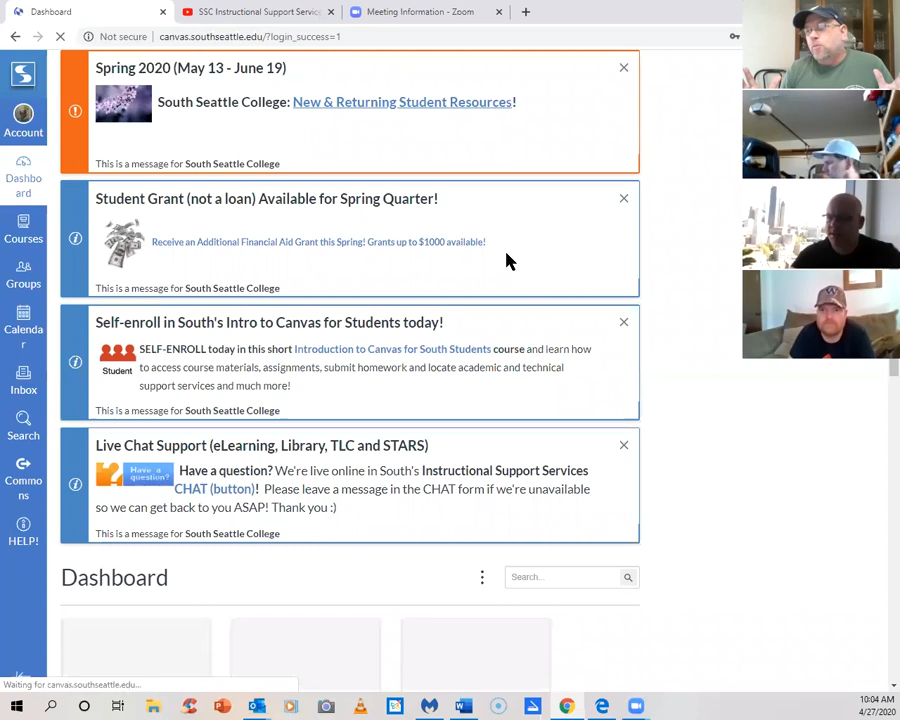 Dashboard
SSC Instructional Support Servic
Meeting Information - Zoom
Not secure
canvas.southseattle.edu/?login_success=1
Spring 2020 (May 13 - June 19)
South Seattle College: New & Returning Student Resources!
This is a message for South Seattle College
Account
Dashbo
ard
Courses
Groups
Calenda
r
Inbox
Search
Commo
ns
HELP!
Student Grant (not a loan) Available for Spring Quarter!
Receive an Additional Financial Aid Grant this Spring! Grants up to $1000 available!
This is a message for South Seattle College
Self-enroll in South's Intro to Canvas for Students today!
SELF-ENROLL today in this short Introduction to Canvas for South Students course and learn how
to access course materials, assignments, submit homework and locate academic and technical
support services and much more!
Student
This is a message for South Seattle College
Live Chat Support (eLearning, Library, TLC and STARS)
Have a
question?
Have a question? We're live online in South's Instructional Support Services
CHAT (button)! Please leave a message in the CHAT form if we're unavailable
so we can get back to you ASAP! Thank you :)
This is a message for South Seattle College
Dashboard
Search...
Waiting for canvas.southseattle.edu...
10:04 AM
4/27/2020